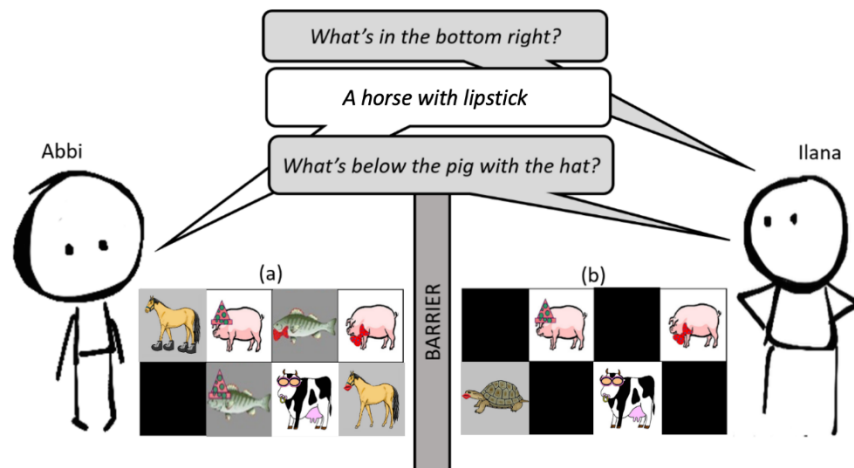 What's in the bottom right?
A horse with lipstick
Abbi
What's below the pig with the hat?
Ilana
(a)
(b)
BARRIER